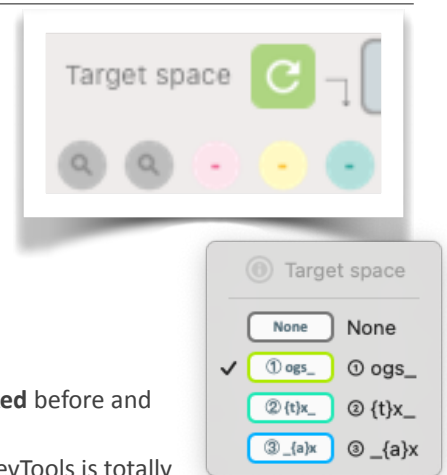 Target space
- - -
Target space
None None
✓ ① ogs_ ① ogs_
② {t}x_ ② {t}x_
③ _{a}x ③ _{a}x
ed before and
evTools is totally